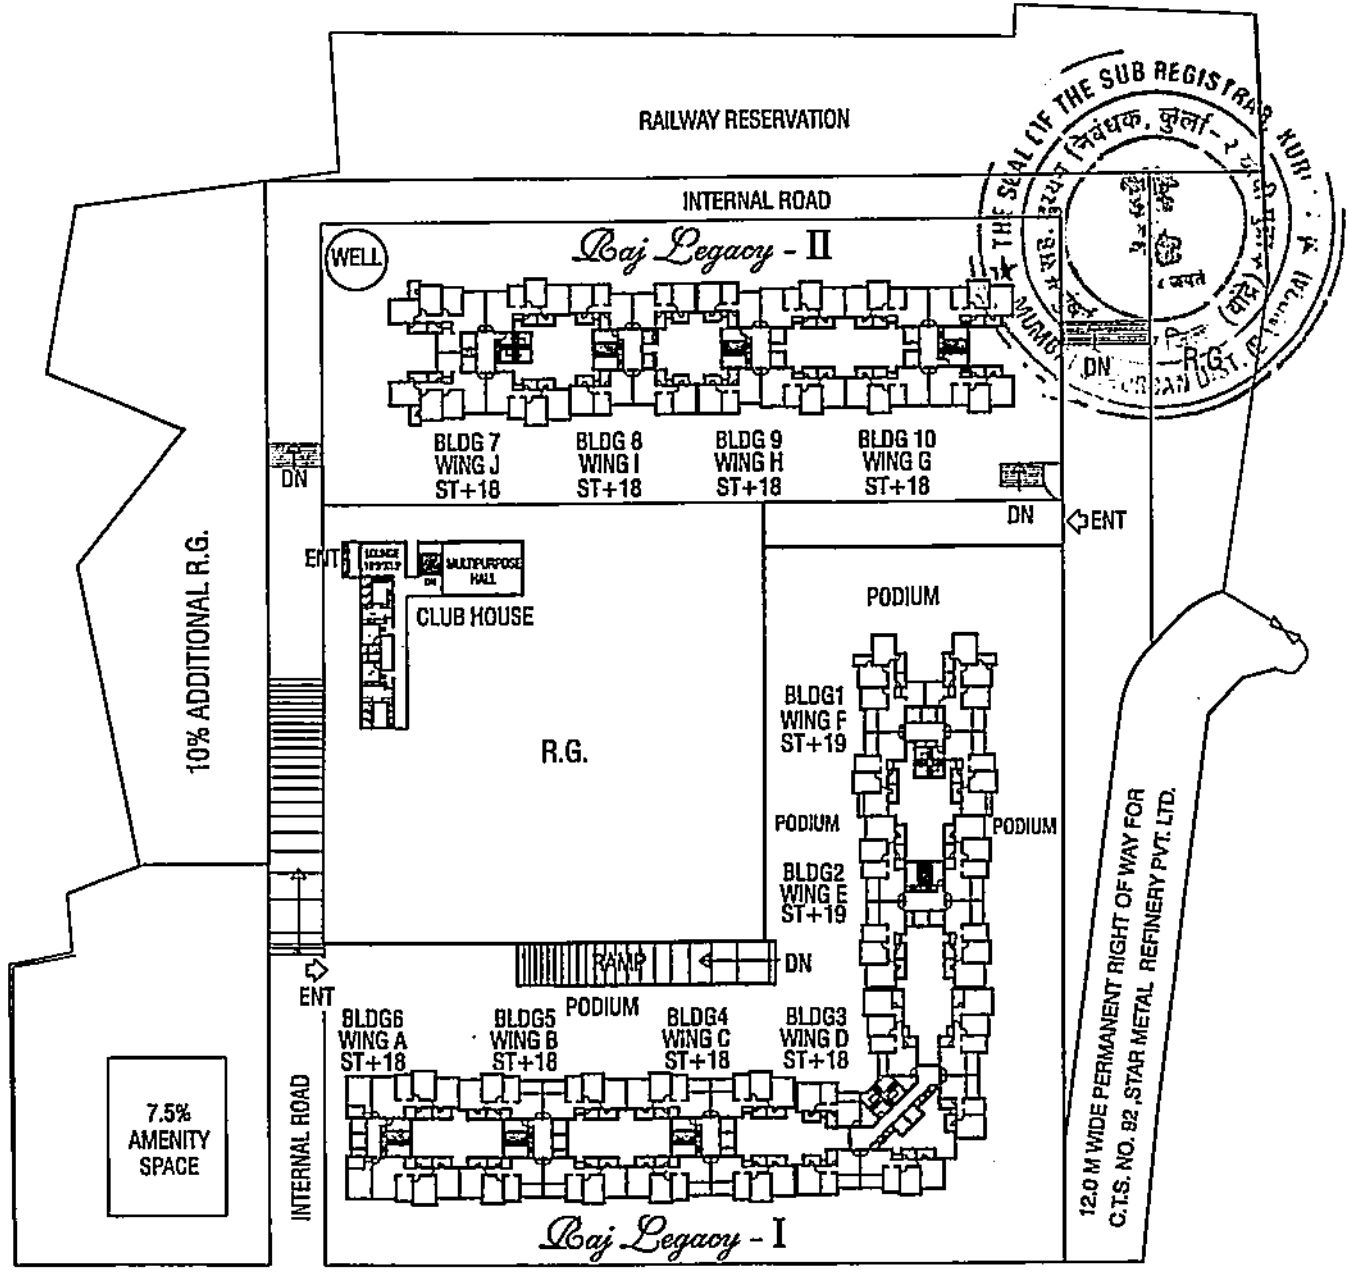 RAILWAY RESERVATION
THE SEAL OF THE SUB REGISTRAR, KURL
निबंधक, कुर्ला - २
INTERNAL ROAD
Raj Legacy - II
WELL
DN
R.G.
BLDG 7
WING J
ST+18
BLDG 8
WING I
ST+18
BLDG 9
WING H
ST+18
BLDG 10
WING G
ST+18
DN
DN
ENT
10% ADDITIONAL R.G.
ENT
LOUNGE
DN
MULTIPURPOSE
HALL
CLUB HOUSE
R.G.
PODIUM
BLDG1
WING F
ST+19
PODIUM
PODIUM
BLDG2
WING E
ST+19
RAMP
DN
PODIUM
ENT
BLDG6
WING A
ST+18
BLDG5
WING B
ST+18
BLDG4
WING C
ST+18
BLDG3
WING D
ST+18
7.5%
AMENITY
SPACE
INTERNAL ROAD
Raj Legacy - I
12.0 M WIDE PERMANENT RIGHT OF WAY FOR
C.T.S. NO. 92 ,STAR METAL REFINERY PVT. LTD.